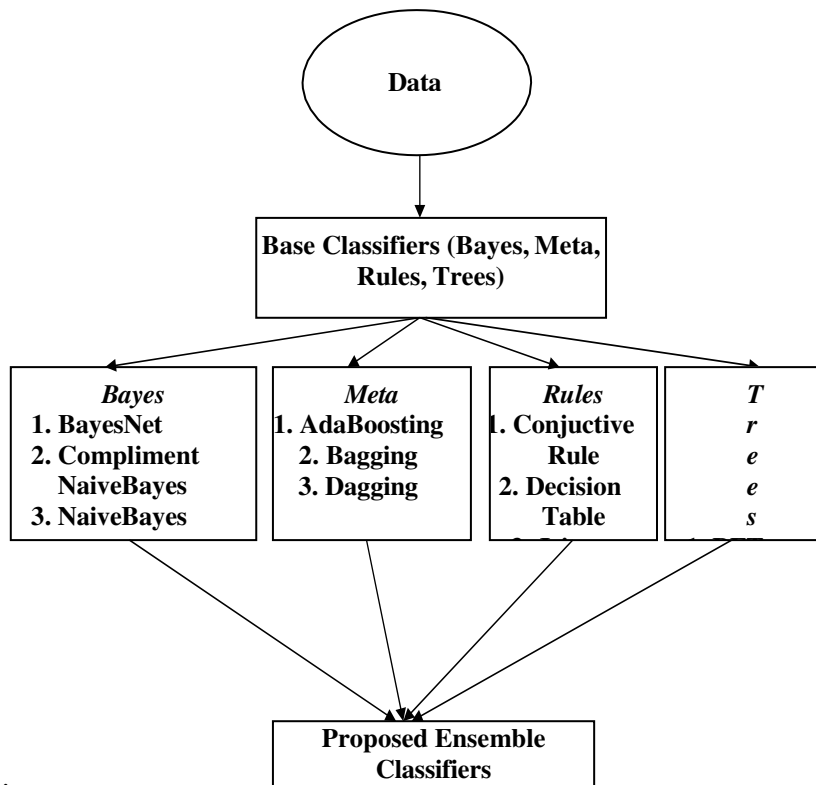 Data
Base Classifiers (Bayes, Meta,
Rules, Trees)
Bayes
1. BayesNet
2. Compliment
NaiveBayes
3. NaiveBayes
Meta
1. AdaBoosting
2. Bagging
3. Dagging
Rules
1. Conjuctive
Rule
2. Decision
Table
T
r
e
e
s
Proposed Ensemble
Classifiers